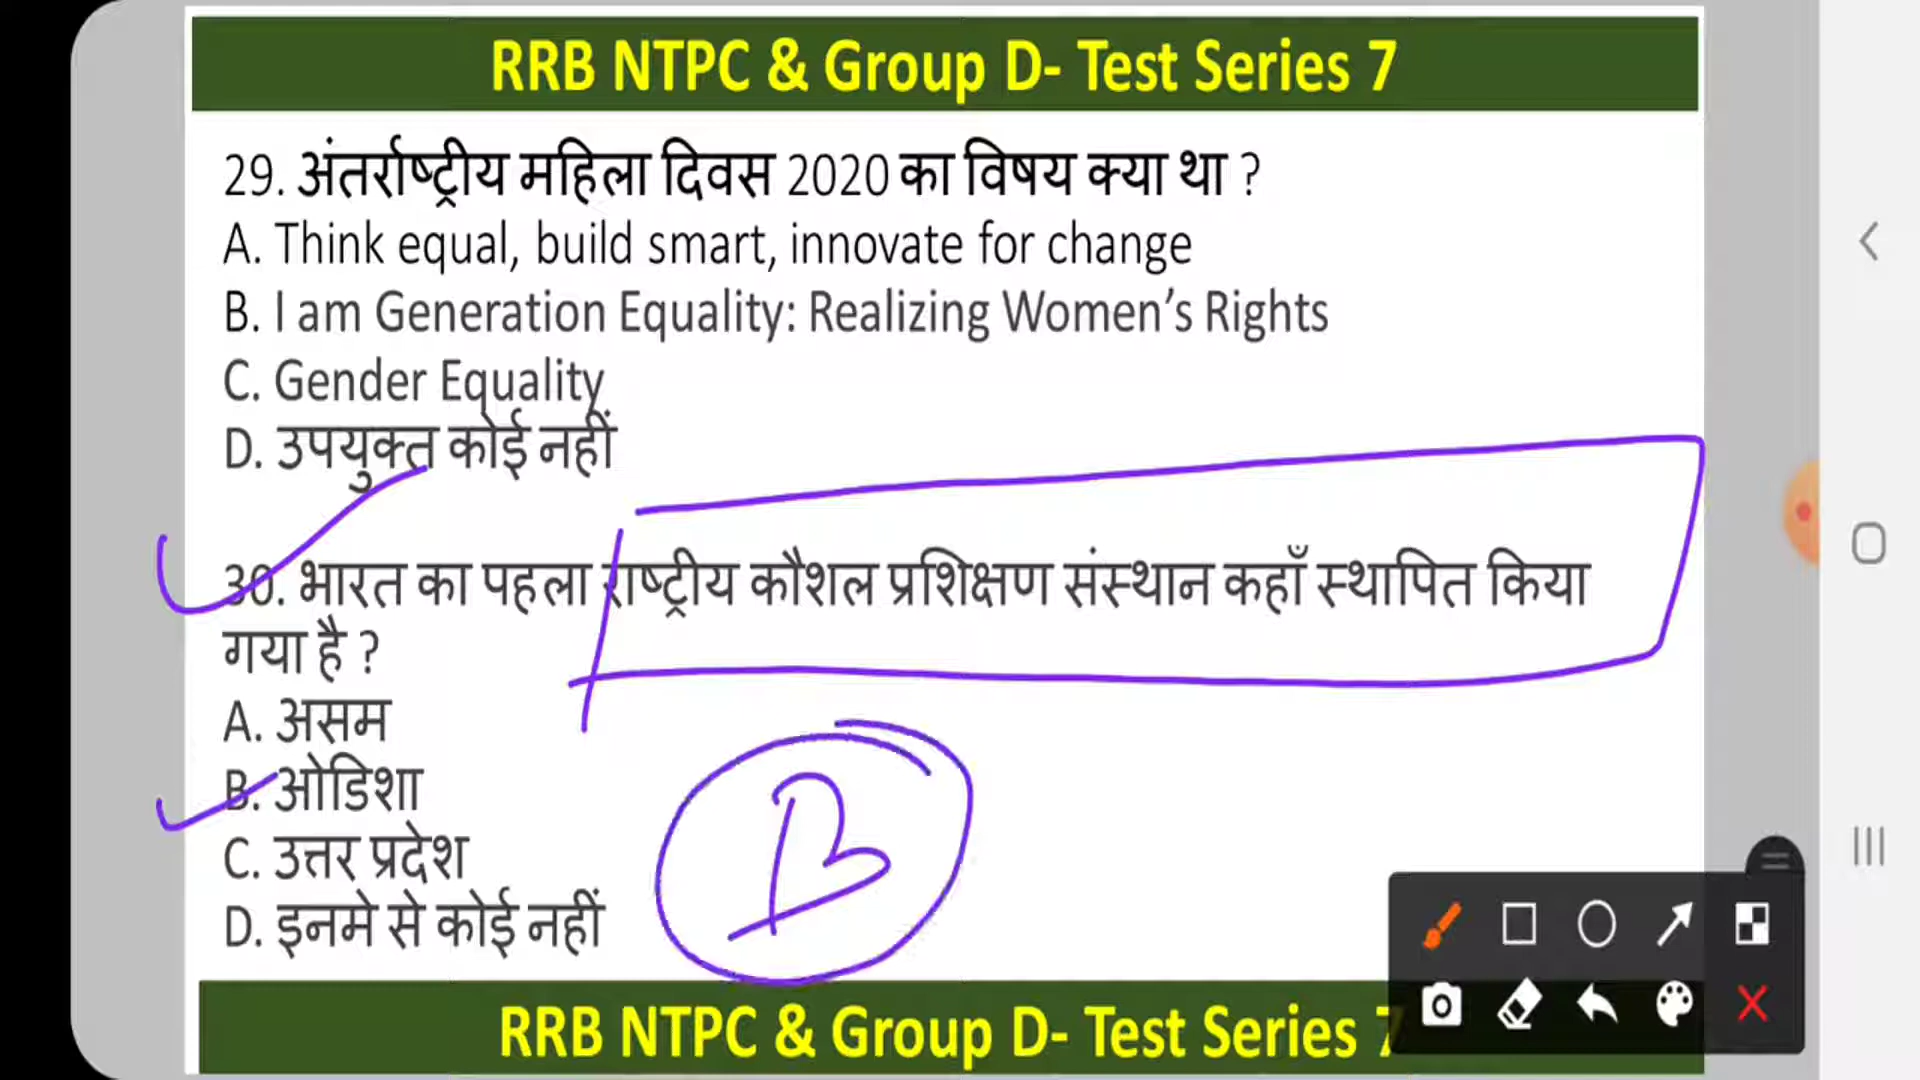 RRB NTPC & Group D- Test Series 7
29. अंतर्राष्ट्रीय महिला दिवस 2020 का विषय क्या था ?
A. Think equal, build smart, innovate for change
B. I am Generation Equality: Realizing Women’s Rights
C. Gender Equality
D. उपयुक्त कोई नहीं
30. भारत का पहला राष्ट्रीय कौशल प्रशिक्षण संस्थान कहाँ स्थापित किया
गया है ?
A. असम
B. ओडिशा
C. उत्तर प्रदेश
D. इनमे से कोई नहीं
B
RRB NTPC & Group D- Test Series 7